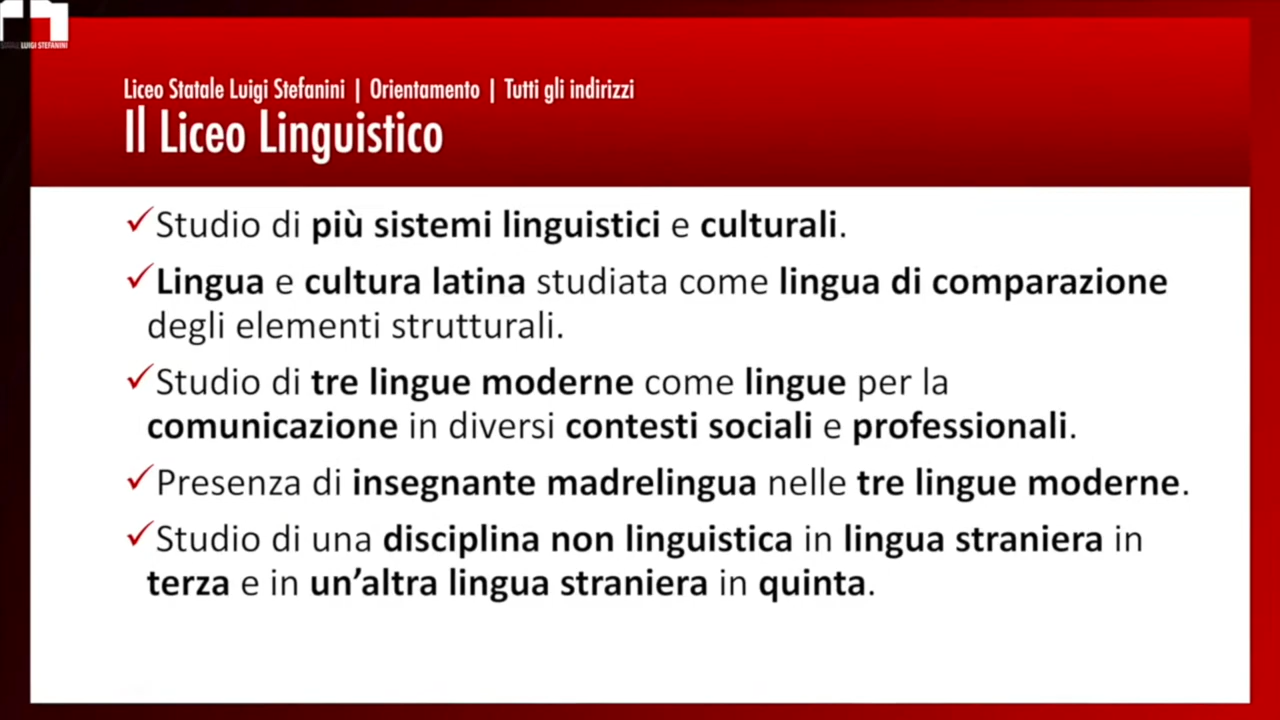 LUIGI STEFANINI
Liceo Statale Luigi Stefanini | Orientamento | Tutti gli indirizzi
Il Liceo Linguistico
✓Studio di più sistemi linguistici e culturali.
✓Lingua e cultura latina studiata come lingua di comparazione
degli elementi strutturali.
✓Studio di tre lingue moderne come lingue per la
comunicazione in diversi contesti sociali e professionali.
✓Presenza di insegnante madrelingua nelle tre lingue moderne.
✓Studio di una disciplina non linguistica in lingua straniera in
terza e in un’altra lingua straniera in quinta.